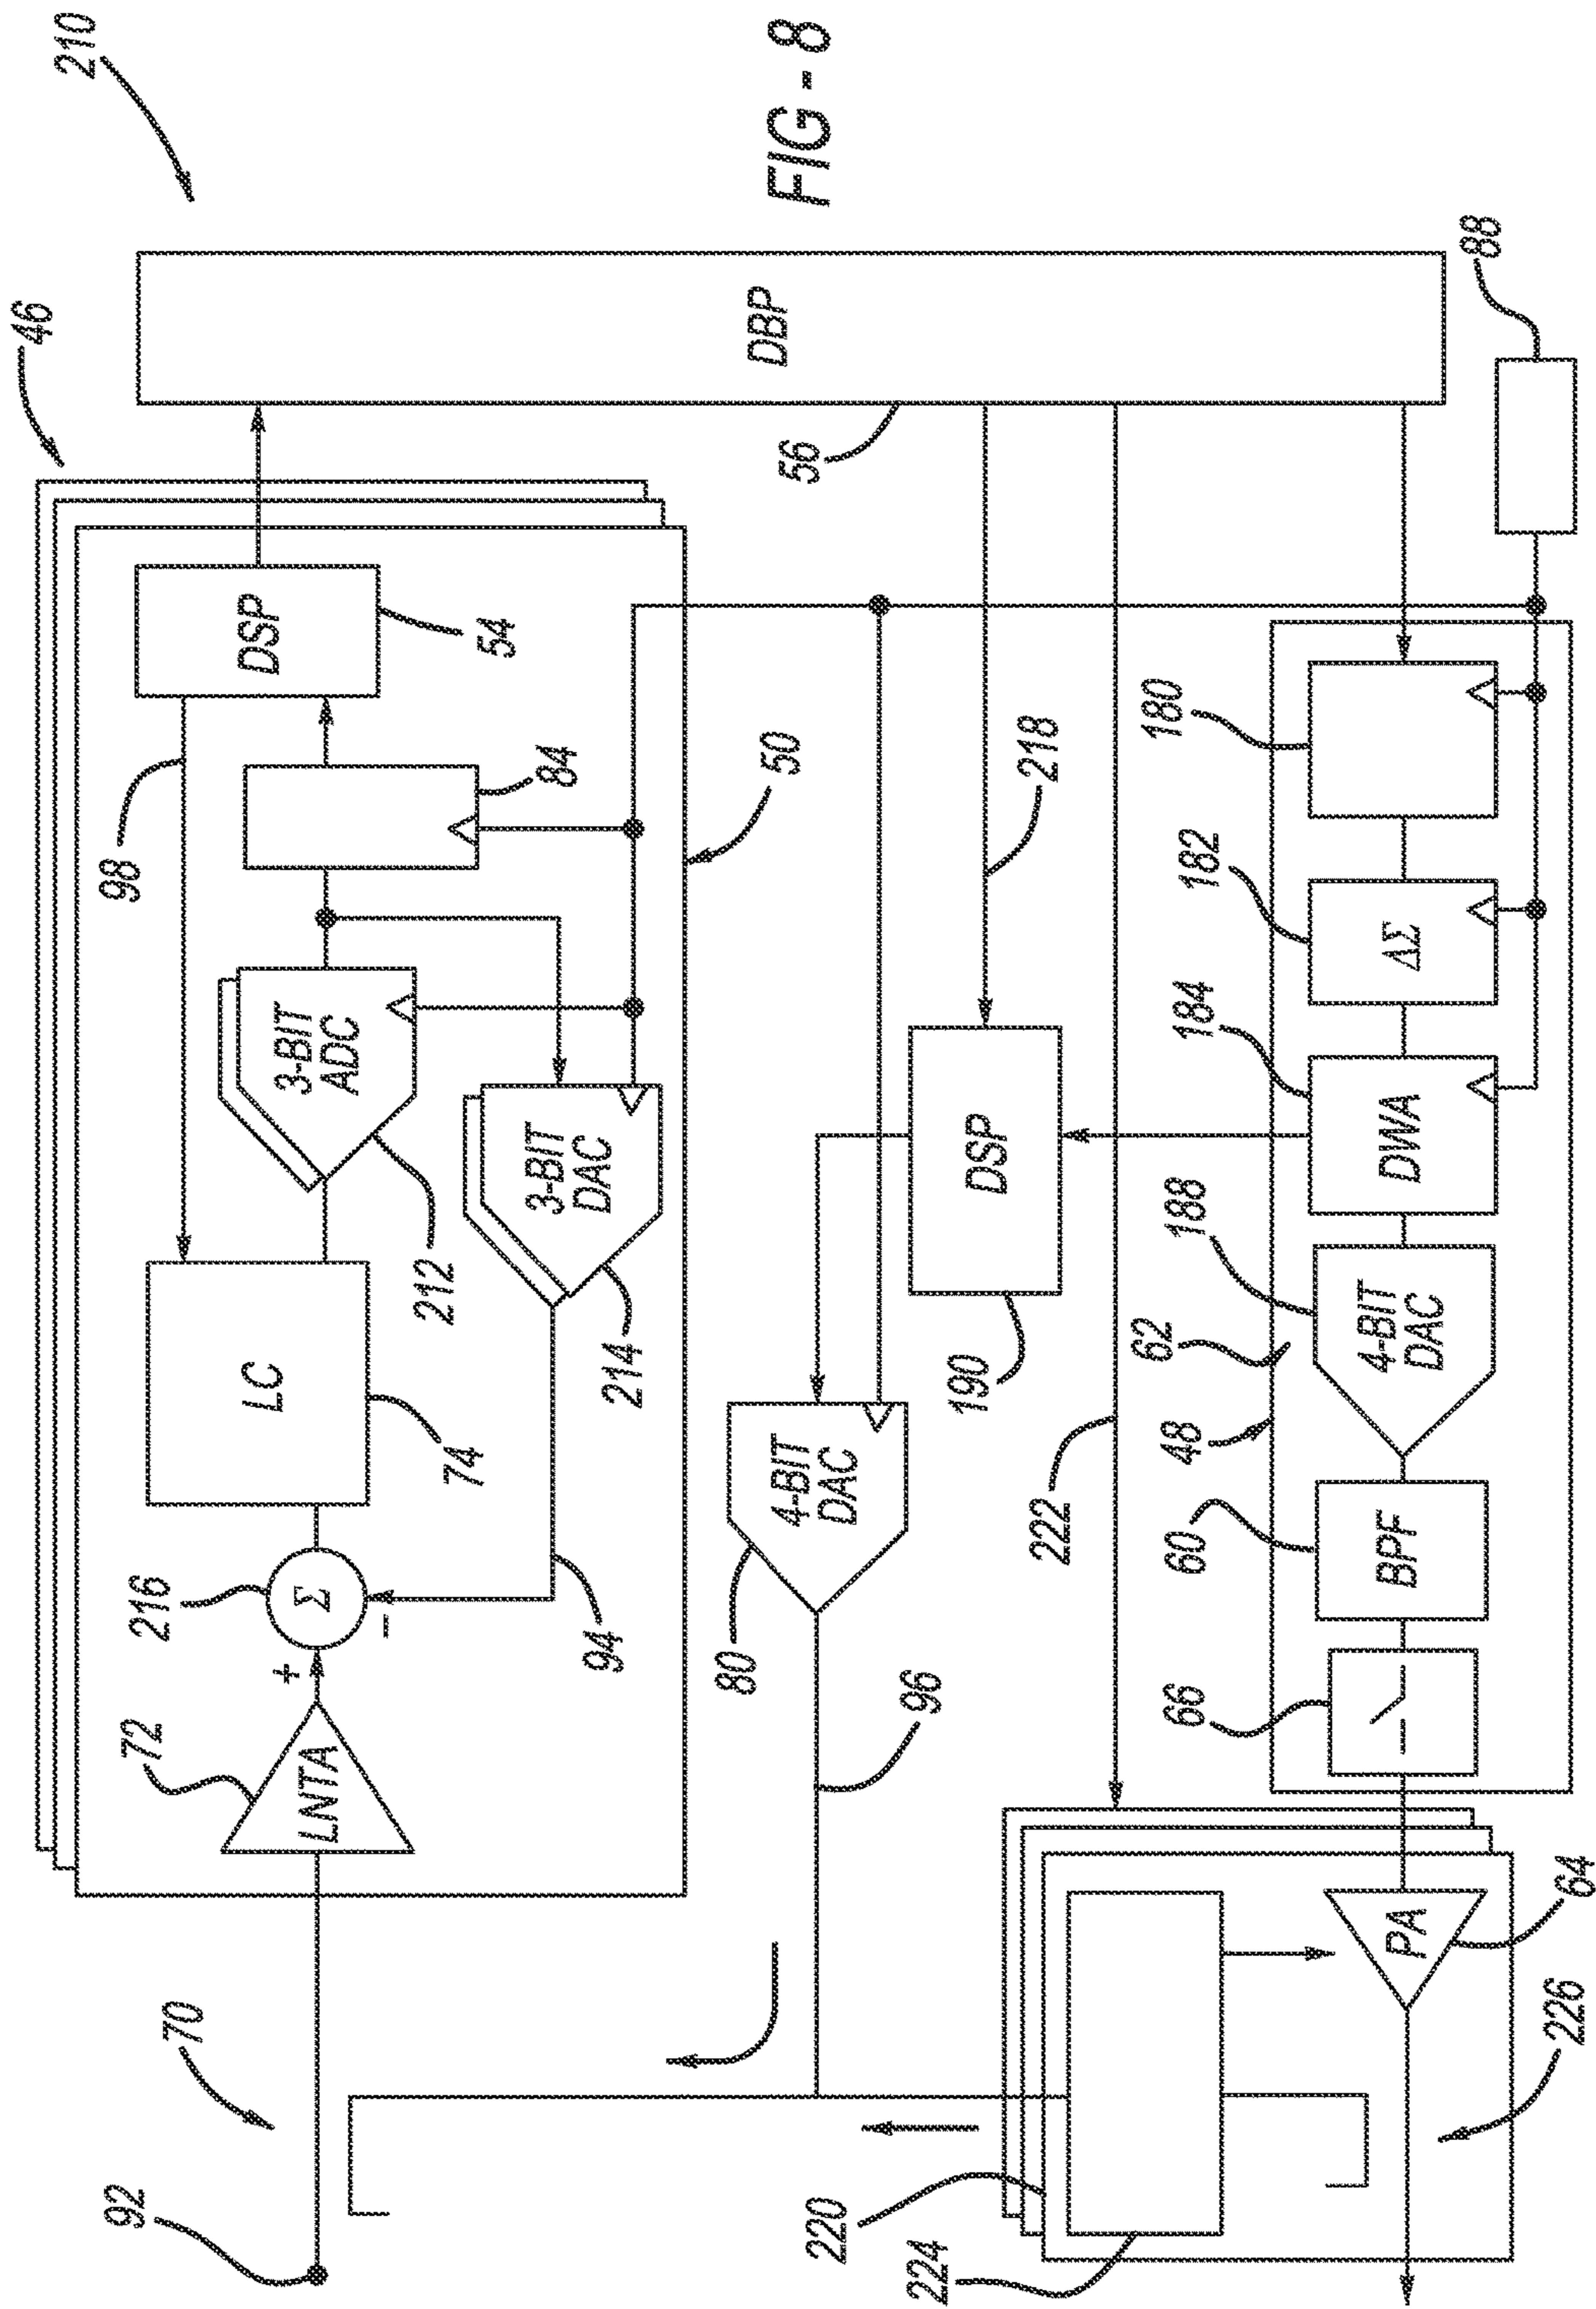 210
46
98
DSP
54
DBP
56
88
84
50
3-BIT
ADC
212
3-BIT
DAC
214
LC
74
216
Σ
+
−
94
72
LNTA
70
92
218
DSP
190
4-BIT
DAC
80
96
222
180
182
ΔΣ
184
DWA
188
4-BIT
DAC
62
48
60
BPF
66
PA
64
226
220
224
FIG - 8